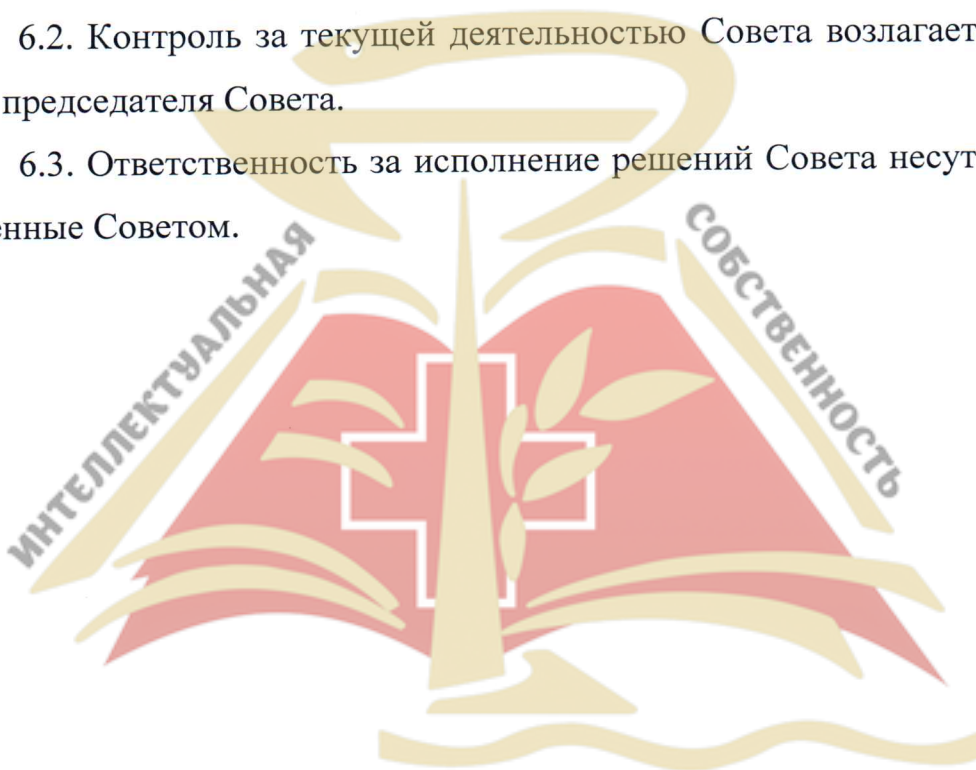 6.2. Контроль за текущей деятельностью Совета возлагает
председателя Совета.
6.3. Ответственность за исполнение решений Совета несут
енные Советом.
ИНТЕЛЛЕКТУАЛЬНАЯ
СОБСТВЕННОСТЬ